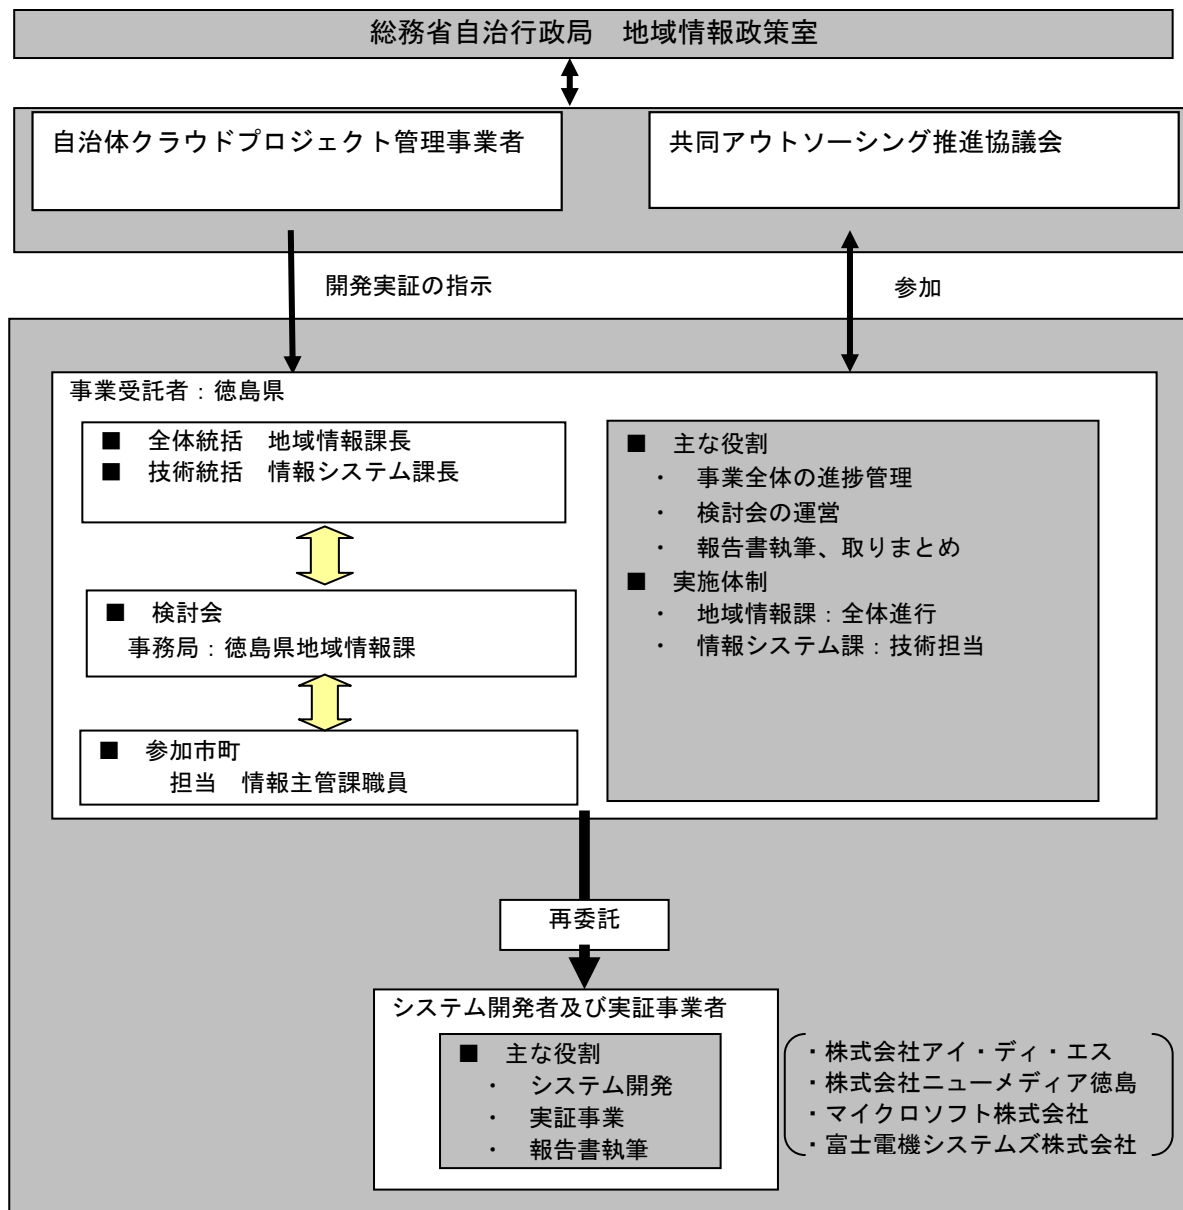 総務省自治行政局　地域情報政策室
自治体クラウドプロジェクト管理事業者
共同アウトソーシング推進協議会
開発実証の指示
参加
事業受託者：徳島県
■　全体統括　地域情報課長
■　技術統括　情報システム課長
■　検討会
事務局：徳島県地域情報課
■　参加市町
担当　情報主管課職員
■　主な役割
・　事業全体の進捗管理
・　検討会の運営
・　報告書執筆、取りまとめ
■　実施体制
・　地域情報課：全体進行
・　情報システム課：技術担当
再委託
システム開発者及び実証事業者
■　主な役割
・　システム開発
・　実証事業
・　報告書執筆
・株式会社アイ・ディ・エス
・株式会社ニューメディア徳島
・マイクロソフト株式会社
・富士電機システムズ株式会社